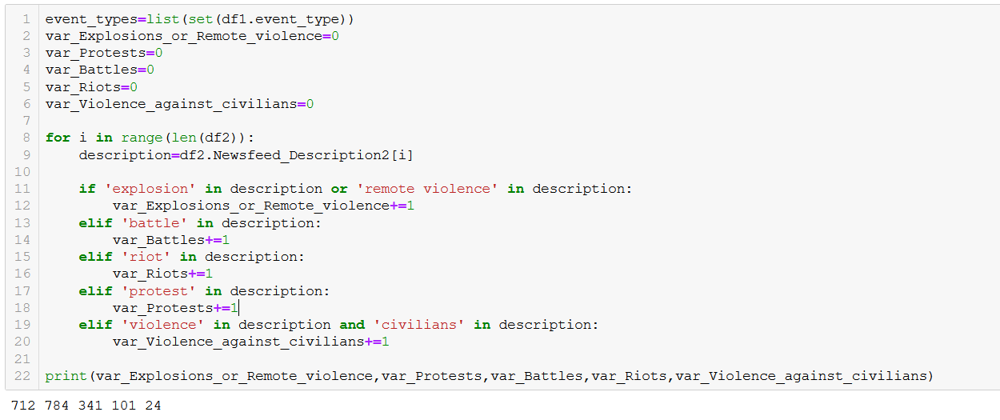 1 event_types=list(set(df1.event_type))
2 var_Explosions_or_Remote_violence=0
3 var_Protests=0
4 var_Battles=0
5 var_Riots=0
6 var_Violence_against_civilians=0
7
8 for i in range(len(df2)):
9     description=df2.Newsfeed_Description2[i]
10
11     if 'explosion' in description or 'remote violence' in description:
12         var_Explosions_or_Remote_violence+=1
13     elif 'battle' in description:
14         var_Battles+=1
15     elif 'riot' in description:
16         var_Riots+=1
17     elif 'protest' in description:
18         var_Protests+=1
19     elif 'violence' in description and 'civilians' in description:
20         var_Violence_against_civilians+=1
21
22 print(var_Explosions_or_Remote_violence,var_Protests,var_Battles,var_Riots,var_Violence_against_civilians)
712 784 341 101 24